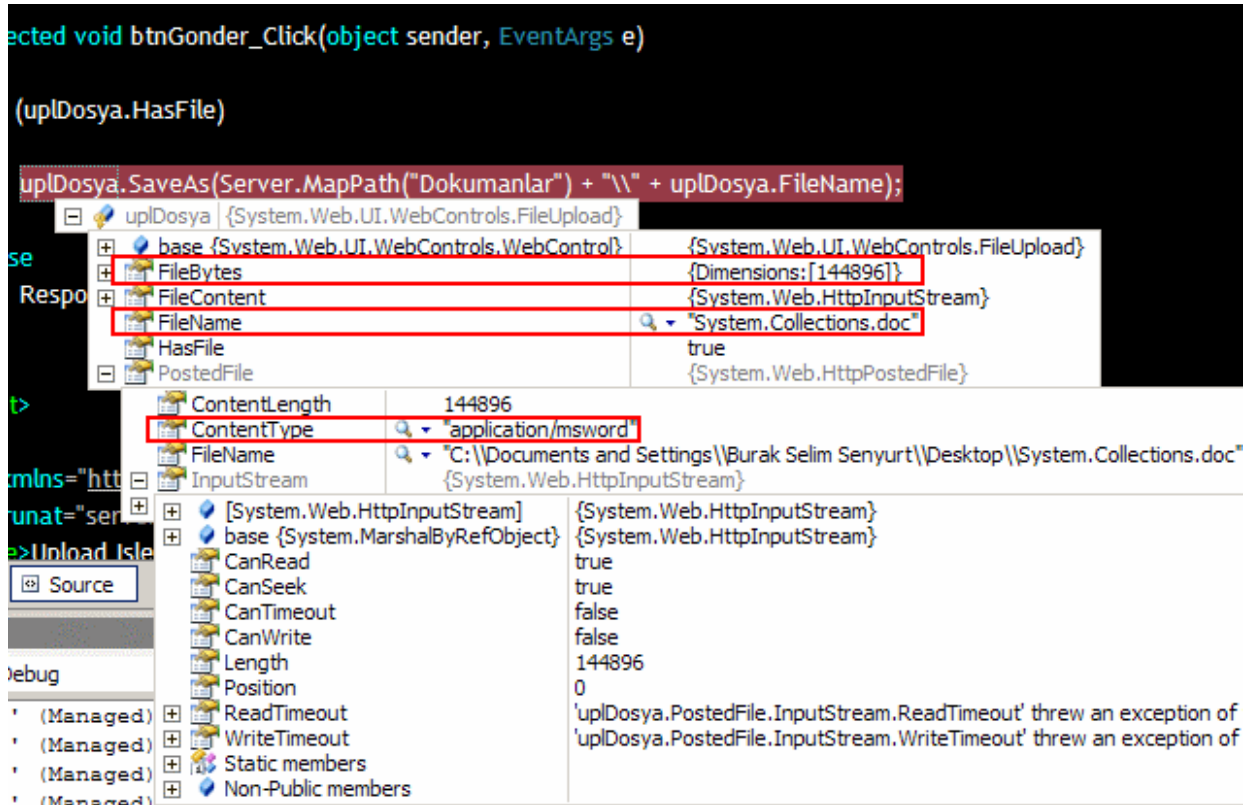 ected void btnGonder_Click(object sender, EventArgs e)
(uplDosya.HasFile)
uplDosya.SaveAs(Server.MapPath("Dokumanlar") + "\\" + uplDosya.FileName);
uplDosya {System.Web.UI.WebControls.FileUpload}
base {System.Web.UI.WebControls.WebControl} {System.Web.UI.WebControls.FileUpload}
se
FileBytes {Dimensions:[144896]}
Respo FileContent {System.Web.HttpInputStream}
FileName "System.Collections.doc"
HasFile true
PostedFile {System.Web.HttpPostedFile}
t> ContentLength 144896
ContentType "application/msword"
FileName "C:\\Documents and Settings\\Burak Selim Senyurt\\Desktop\\System.Collections.doc"
xmlns="htt InputStream {System.Web.HttpInputStream}
runat="ser [System.Web.HttpInputStream] {System.Web.HttpInputStream}
base {System.MarshalByRefObject} {System.Web.HttpInputStream}
e>Upload Isle
CanRead true
Source CanSeek true
CanTimeout false
CanWrite false
Length 144896
Debug Position 0
' (Managed) ReadTimeout 'uplDosya.PostedFile.InputStream.ReadTimeout' threw an exception of
' (Managed) WriteTimeout 'uplDosya.PostedFile.InputStream.WriteTimeout' threw an exception of
' (Managed) Static members
' (Managed) Non-Public members